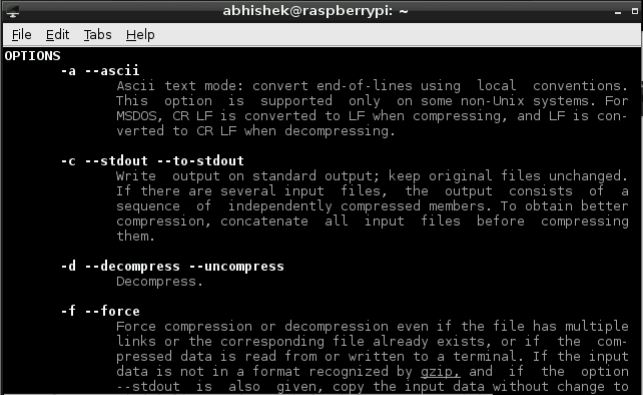 abhishek@raspberrypi: ~
File Edit Tabs Help
OPTIONS
-a --ascii
Ascii text mode: convert end-of-lines using local conventions.
This option is supported only on some non-Unix systems. For
MSDOS, CR LF is converted to LF when compressing, and LF is con-
verted to CR LF when decompressing.
-c --stdout --to-stdout
Write output on standard output; keep original files unchanged.
If there are several input files, the output consists of a
sequence of independently compressed members. To obtain better
compression, concatenate all input files before compressing
them.
-d --decompress --uncompress
Decompress.
-f --force
Force compression or decompression even if the file has multiple
links or the corresponding file already exists, or if the com-
pressed data is read from or written to a terminal. If the input
data is not in a format recognized by gzip, and if the option
--stdout is also given, copy the input data without change to